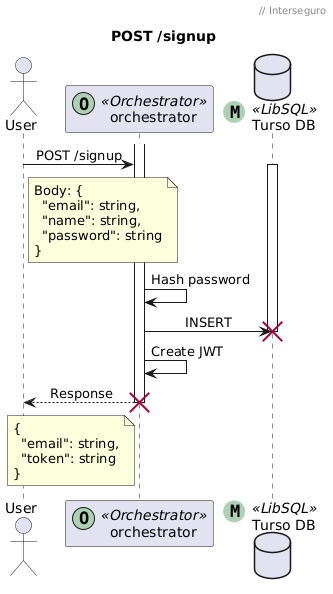 // Interseguro
POST /signup
User
O «Orchestrator»
orchestrator
M «LibSQL»
Turso DB
POST /signup
Body: {
"email": string,
"name": string,
"password": string
}
Hash password
INSERT
Create JWT
Response
{
"email": string,
"token": string
}
User
O «Orchestrator»
orchestrator
M «LibSQL»
Turso DB